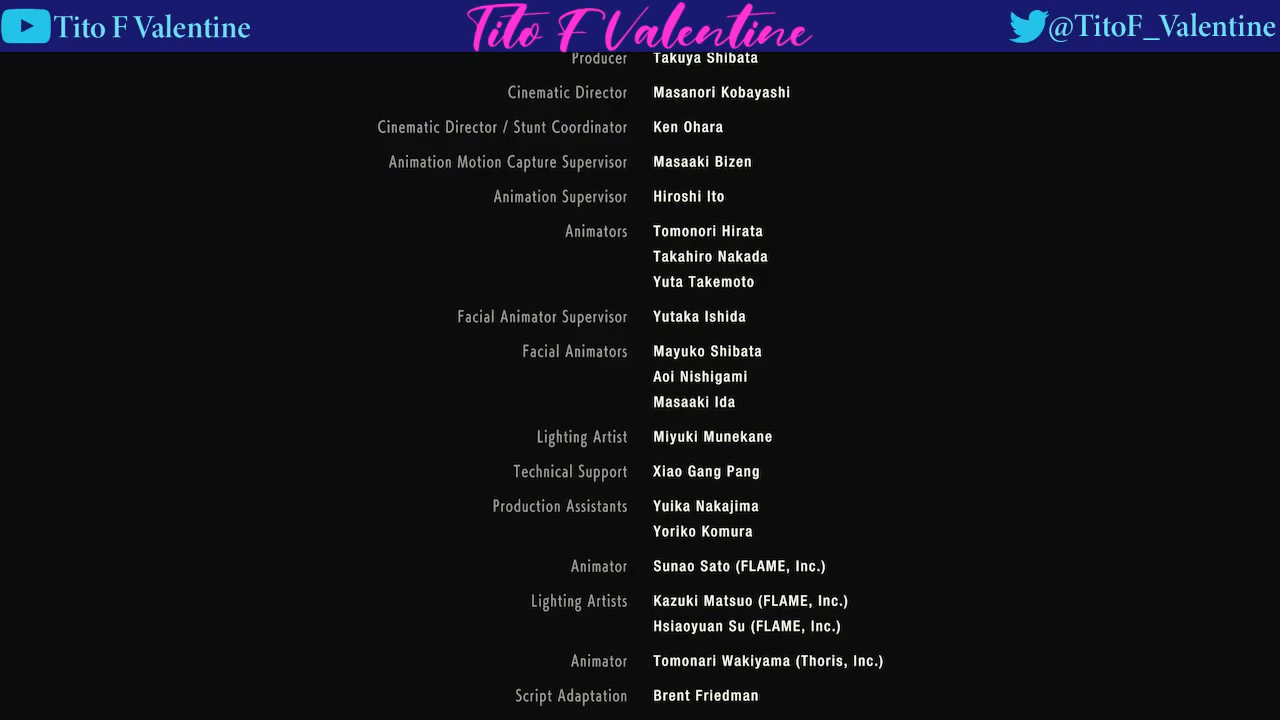 Tito F Valentine
Tito F Valentine
@TitoF_Valentine
Producer Takuya Shibata
Cinematic Director Masanori Kobayashi
Cinematic Director / Stunt Coordinator Ken Ohara
Animation Motion Capture Supervisor Masaaki Bizen
Animation Supervisor Hiroshi Ito
Animators Tomonori Hirata
Takahiro Nakada
Yuta Takemoto
Facial Animator Supervisor Yutaka Ishida
Facial Animators Mayuko Shibata
Aoi Nishigami
Masaaki Ida
Lighting Artist Miyuki Munekane
Technical Support Xiao Gang Pang
Production Assistants Yuika Nakajima
Yoriko Komura
Animator Sunao Sato (FLAME, Inc.)
Lighting Artists Kazuki Matsuo (FLAME, Inc.)
Hsiaoyuan Su (FLAME, Inc.)
Animator Tomonari Wakiyama (Thoris, Inc.)
Script Adaptation Brent Friedman